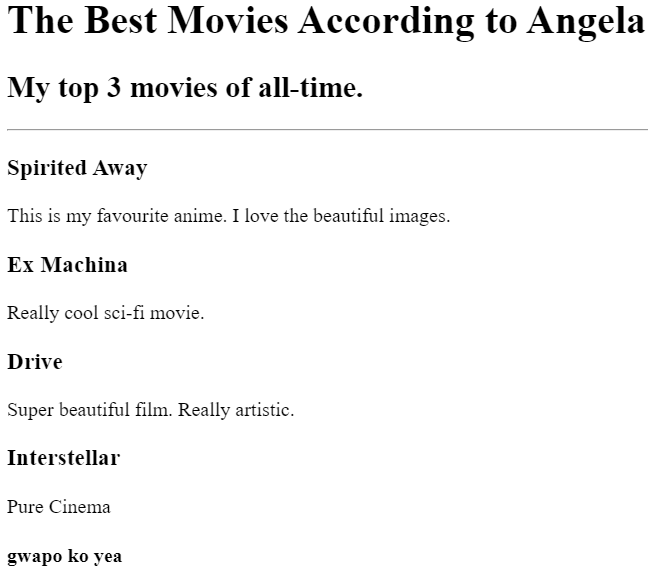 The Best Movies According to Angela
My top 3 movies of all-time.
Spirited Away
This is my favourite anime. I love the beautiful images.
Ex Machina
Really cool sci-fi movie.
Drive
Super beautiful film. Really artistic.
Interstellar
Pure Cinema
gwapo ko yea